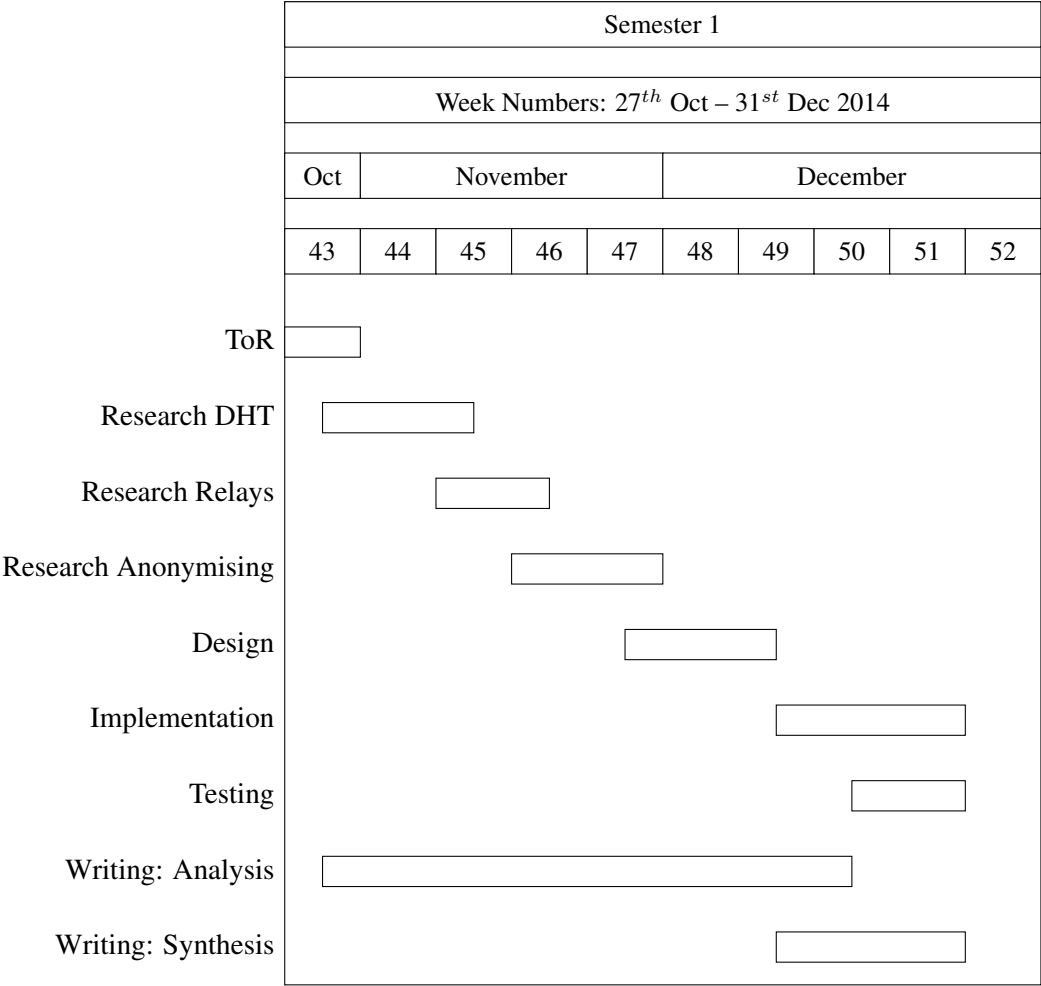 Semester 1
Week Numbers: 27th Oct – 31st Dec 2014
Oct November December
43 44 45 46 47 48 49 50 51 52
ToR
Research DHT
Research Relays
Research Anonymising
Design
Implementation
Testing
Writing: Analysis
Writing: Synthesis